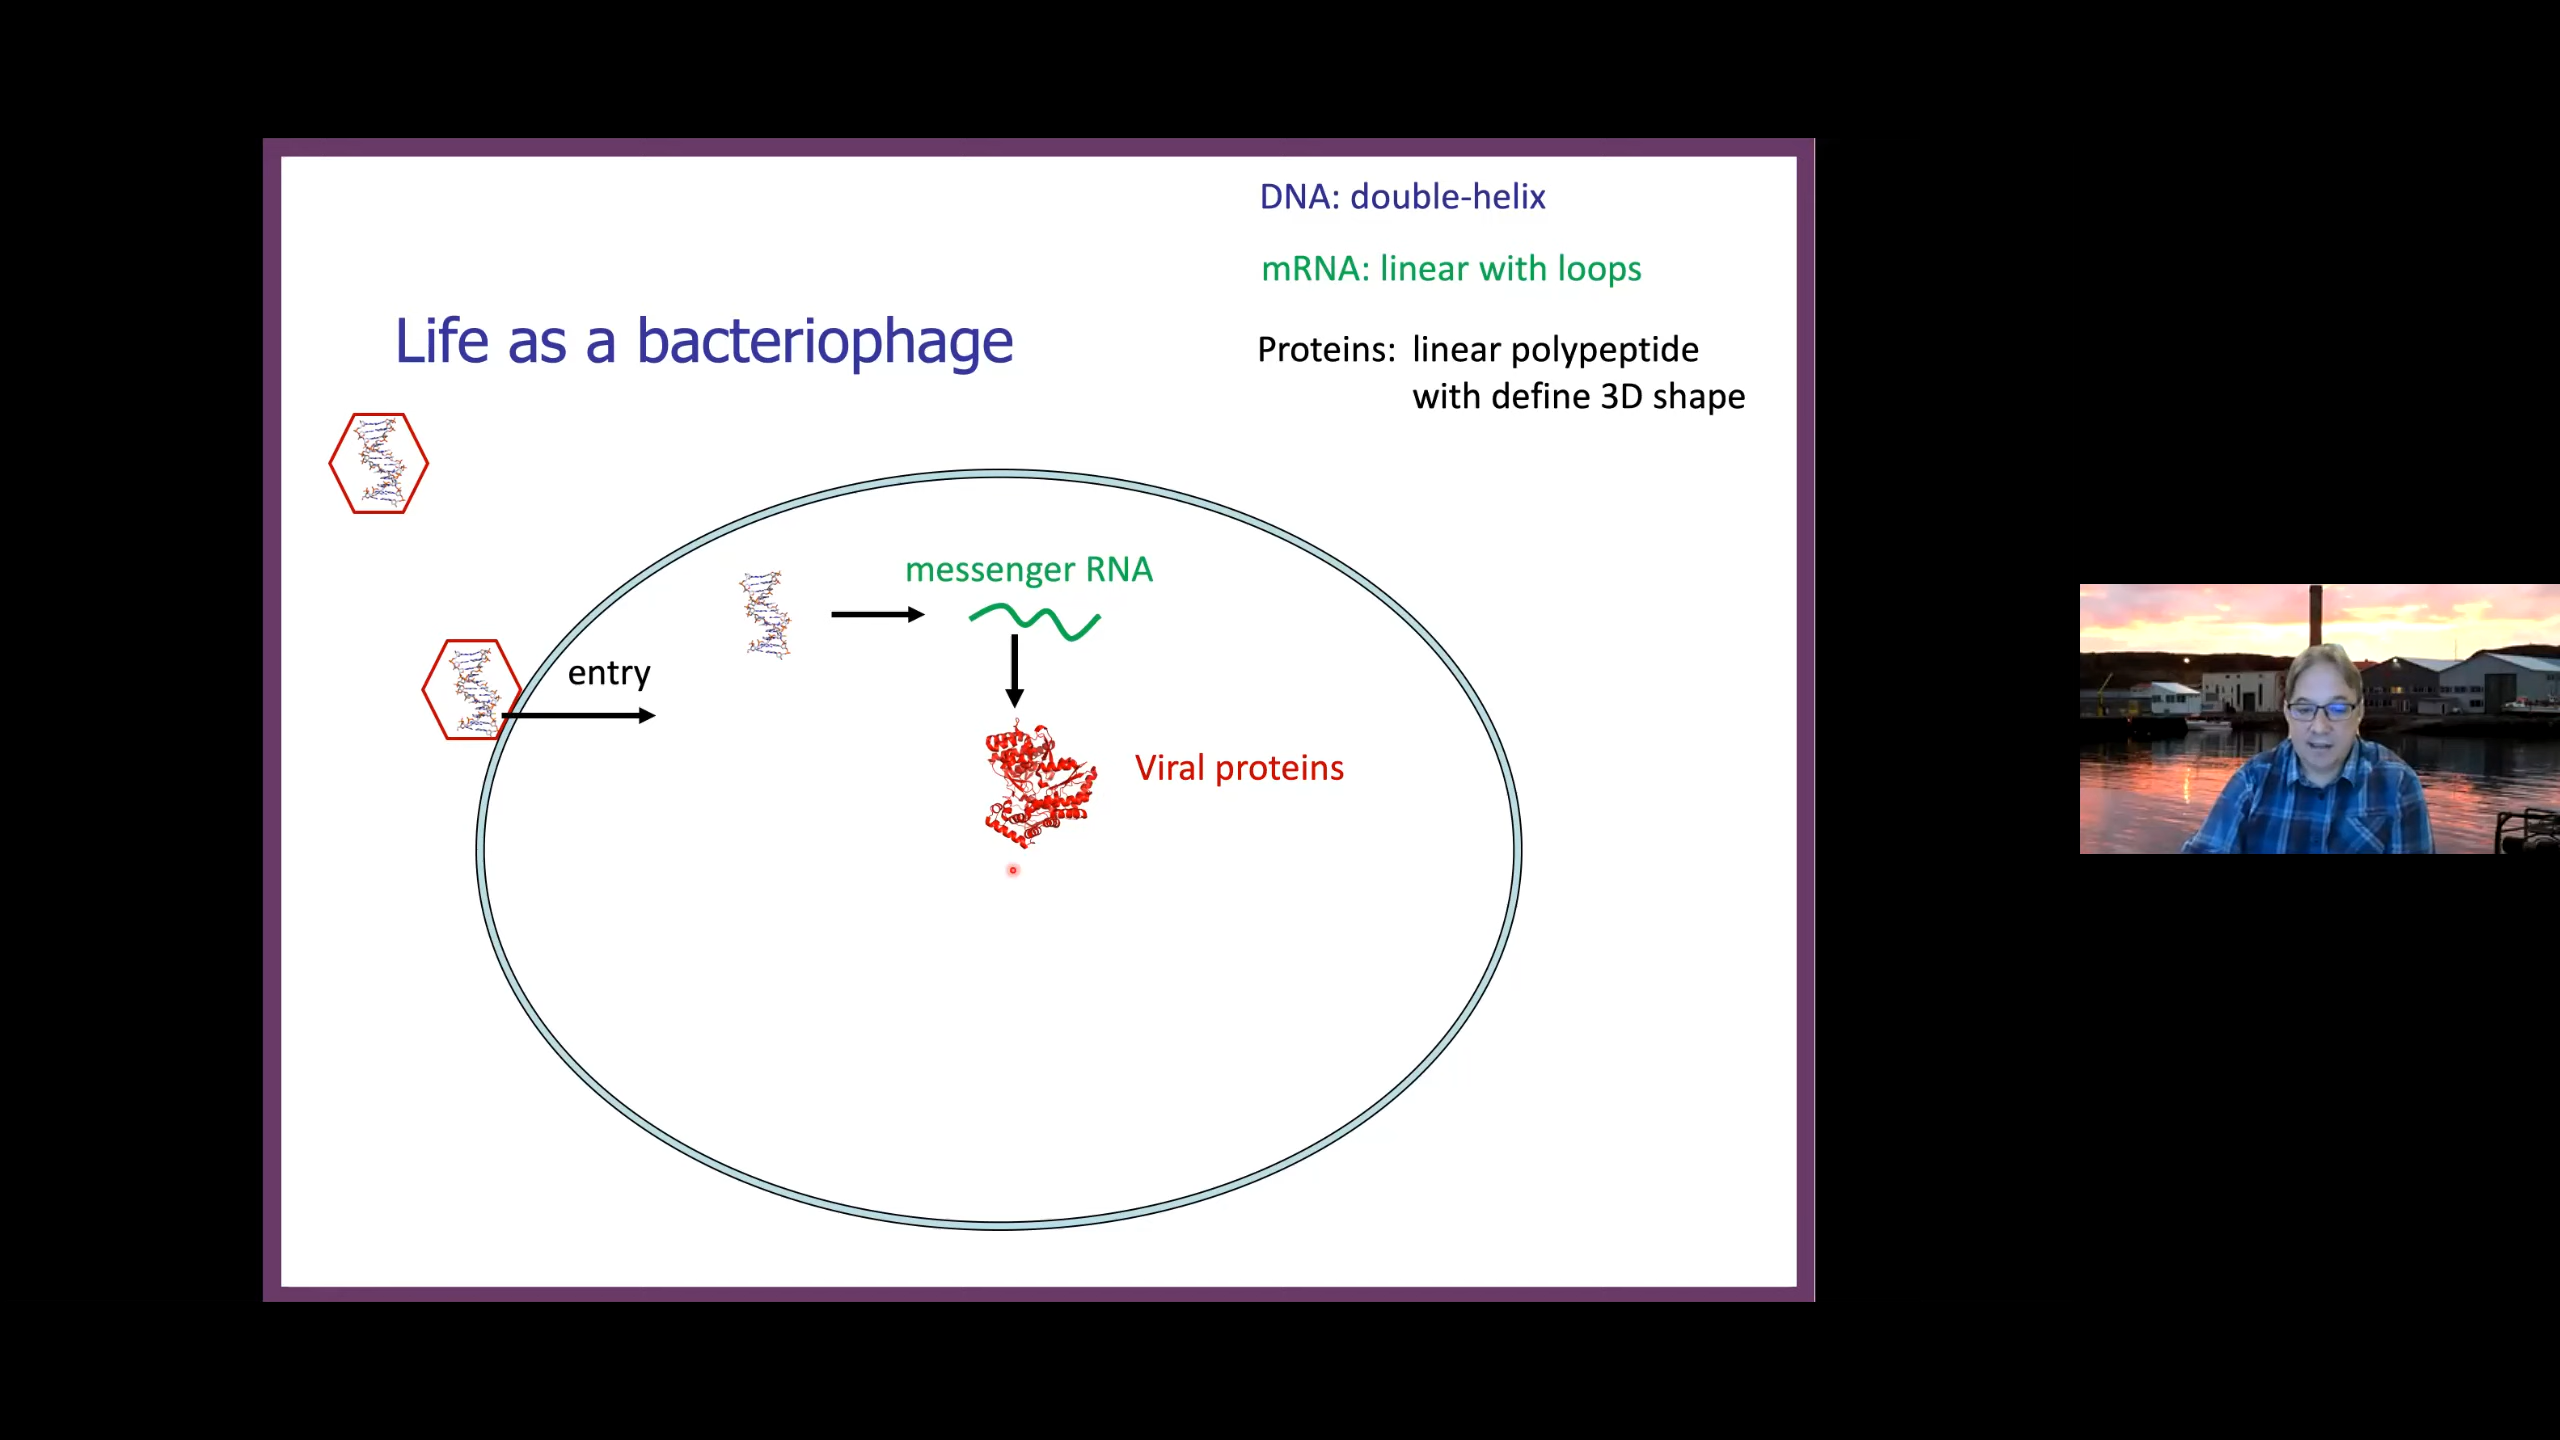 DNA: double-helix
mRNA: linear with loops
Life as a bacteriophage
Proteins: linear polypeptide
with define 3D shape
messenger RNA
entry
Viral proteins